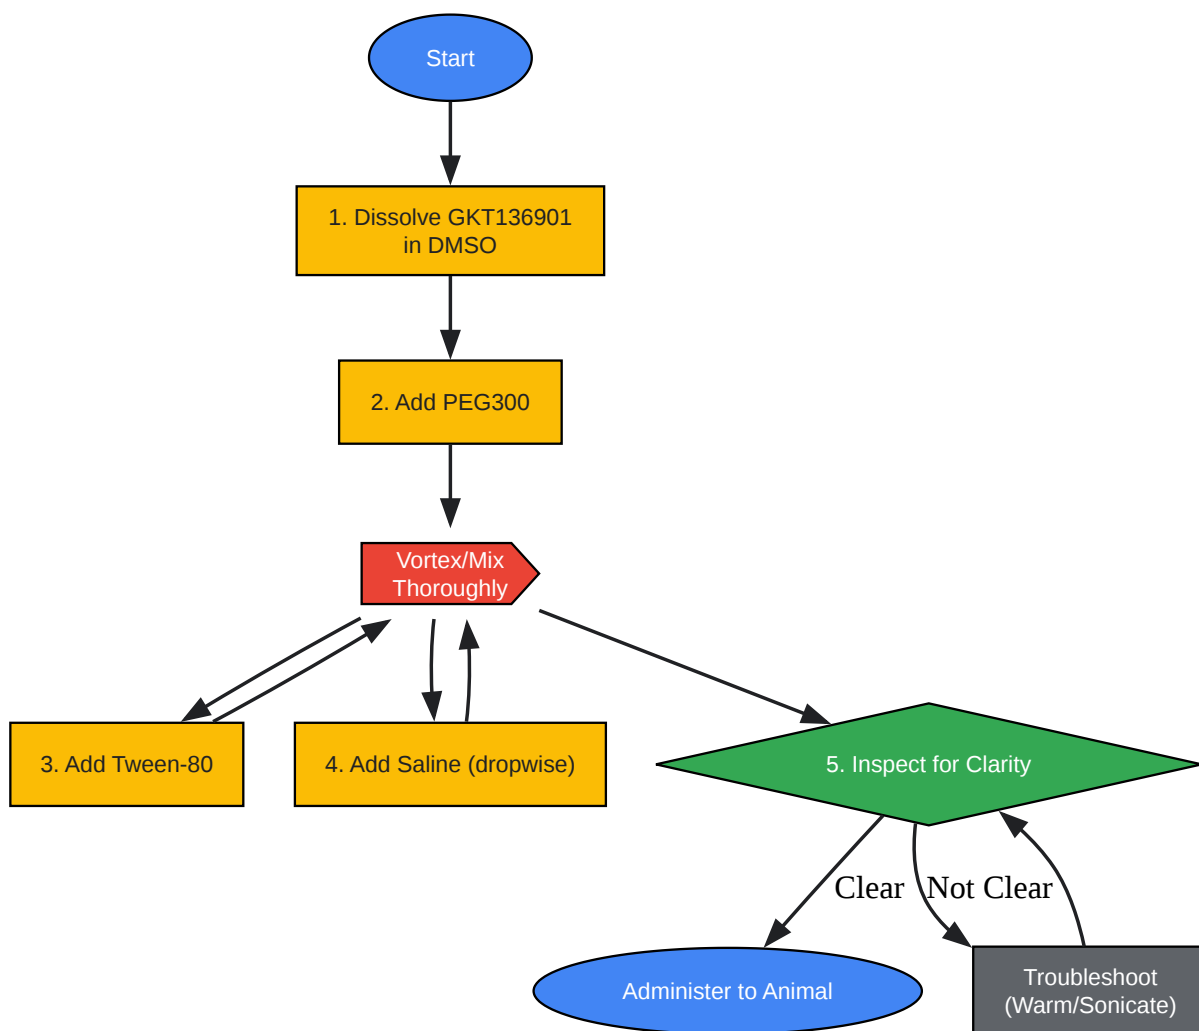 Start
1. Dissolve GKT136901
in DMSO
2. Add PEG300
Vortex/Mix
Thoroughly
3. Add Tween-80
4. Add Saline (dropwise)
5. Inspect for Clarity
Clear
Not Clear
Administer to Animal
Troubleshoot
(Warm/Sonicate)